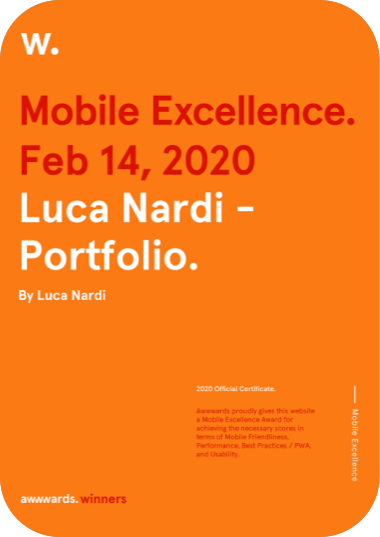 w.
Mobile Excellence.
Feb 14, 2020
Luca Nardi -
Portfolio.
By Luca Nardi
2020 Official Certificate.
Awwwards proudly gives this website
a Mobile Excellence Award for
achieving the necessary scores in
terms of Mobile Friendliness,
Performance, Best Practices / PWA,
and Usability.
Mobile Excellence
awwwards.winners